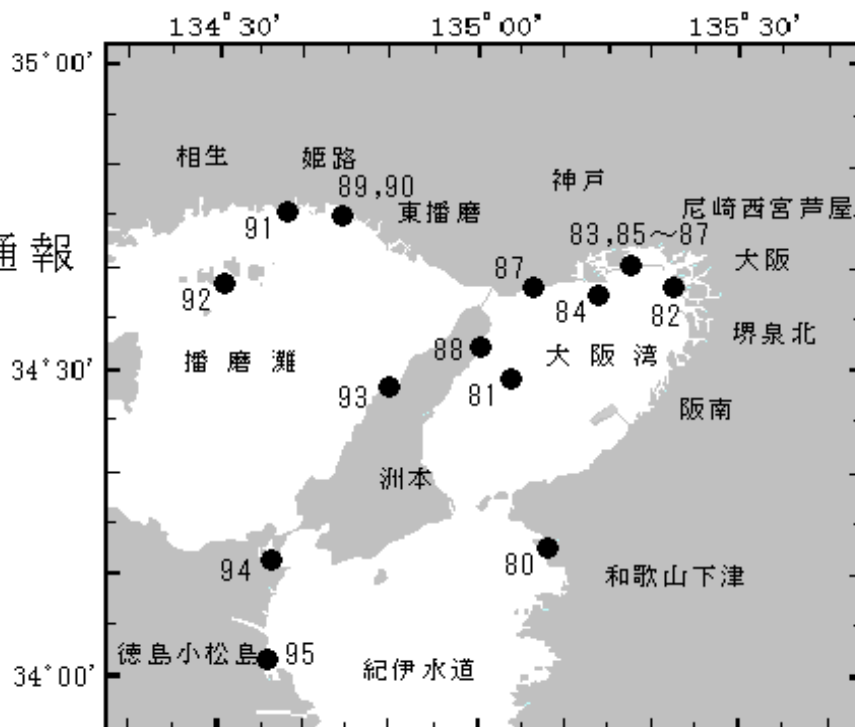 134°30' 135°00' 135°30'
35°00'
相生 姫路
神戸
89,90
91
東播磨
尼崎西宮芦屋
83,85～87
通報
87
大阪
92
84
82
堺泉北
88
大阪湾
播磨灘
34°30'
93
81
阪南
洲本
80
94
和歌山下津
徳島小松島
95
紀伊水道
34°00'